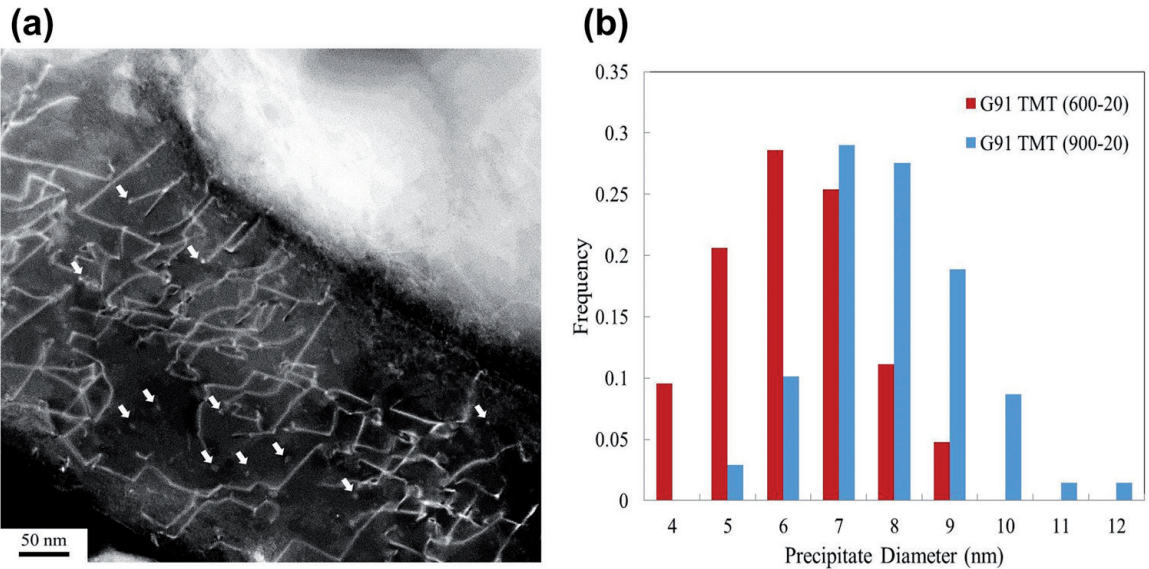 (a)
50 nm
(b)
0.35
0.3
0.25
0.2
0.15
0.1
0.05
0
Frequency
G91 TMT (600-20)
G91 TMT (900-20)
4 5 6 7 8 9 10 11 12
Precipitate Diameter (nm)